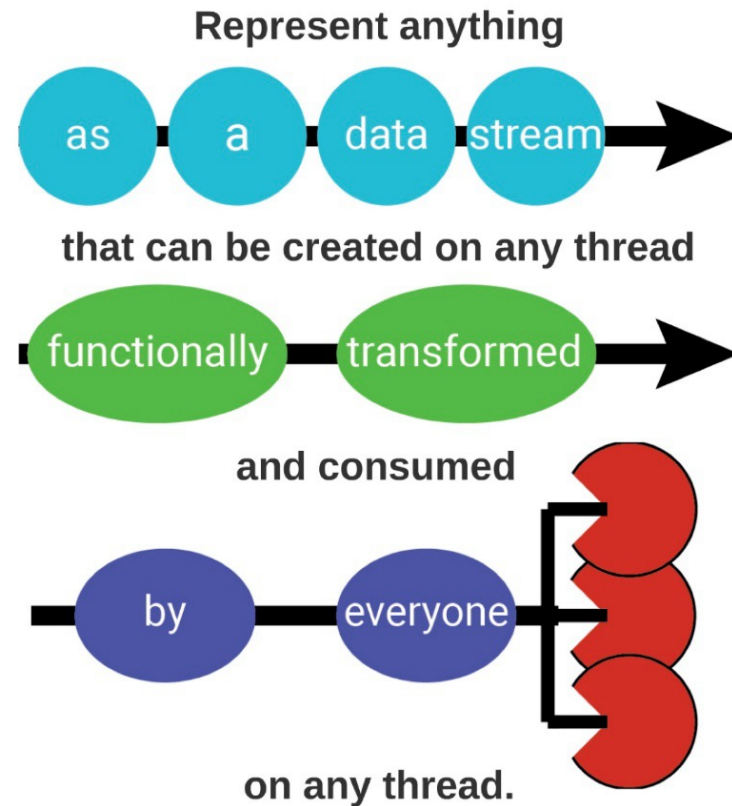 Represent anything
as a data stream
that can be created on any thread
functionally transformed
and consumed
by everyone
on any thread.